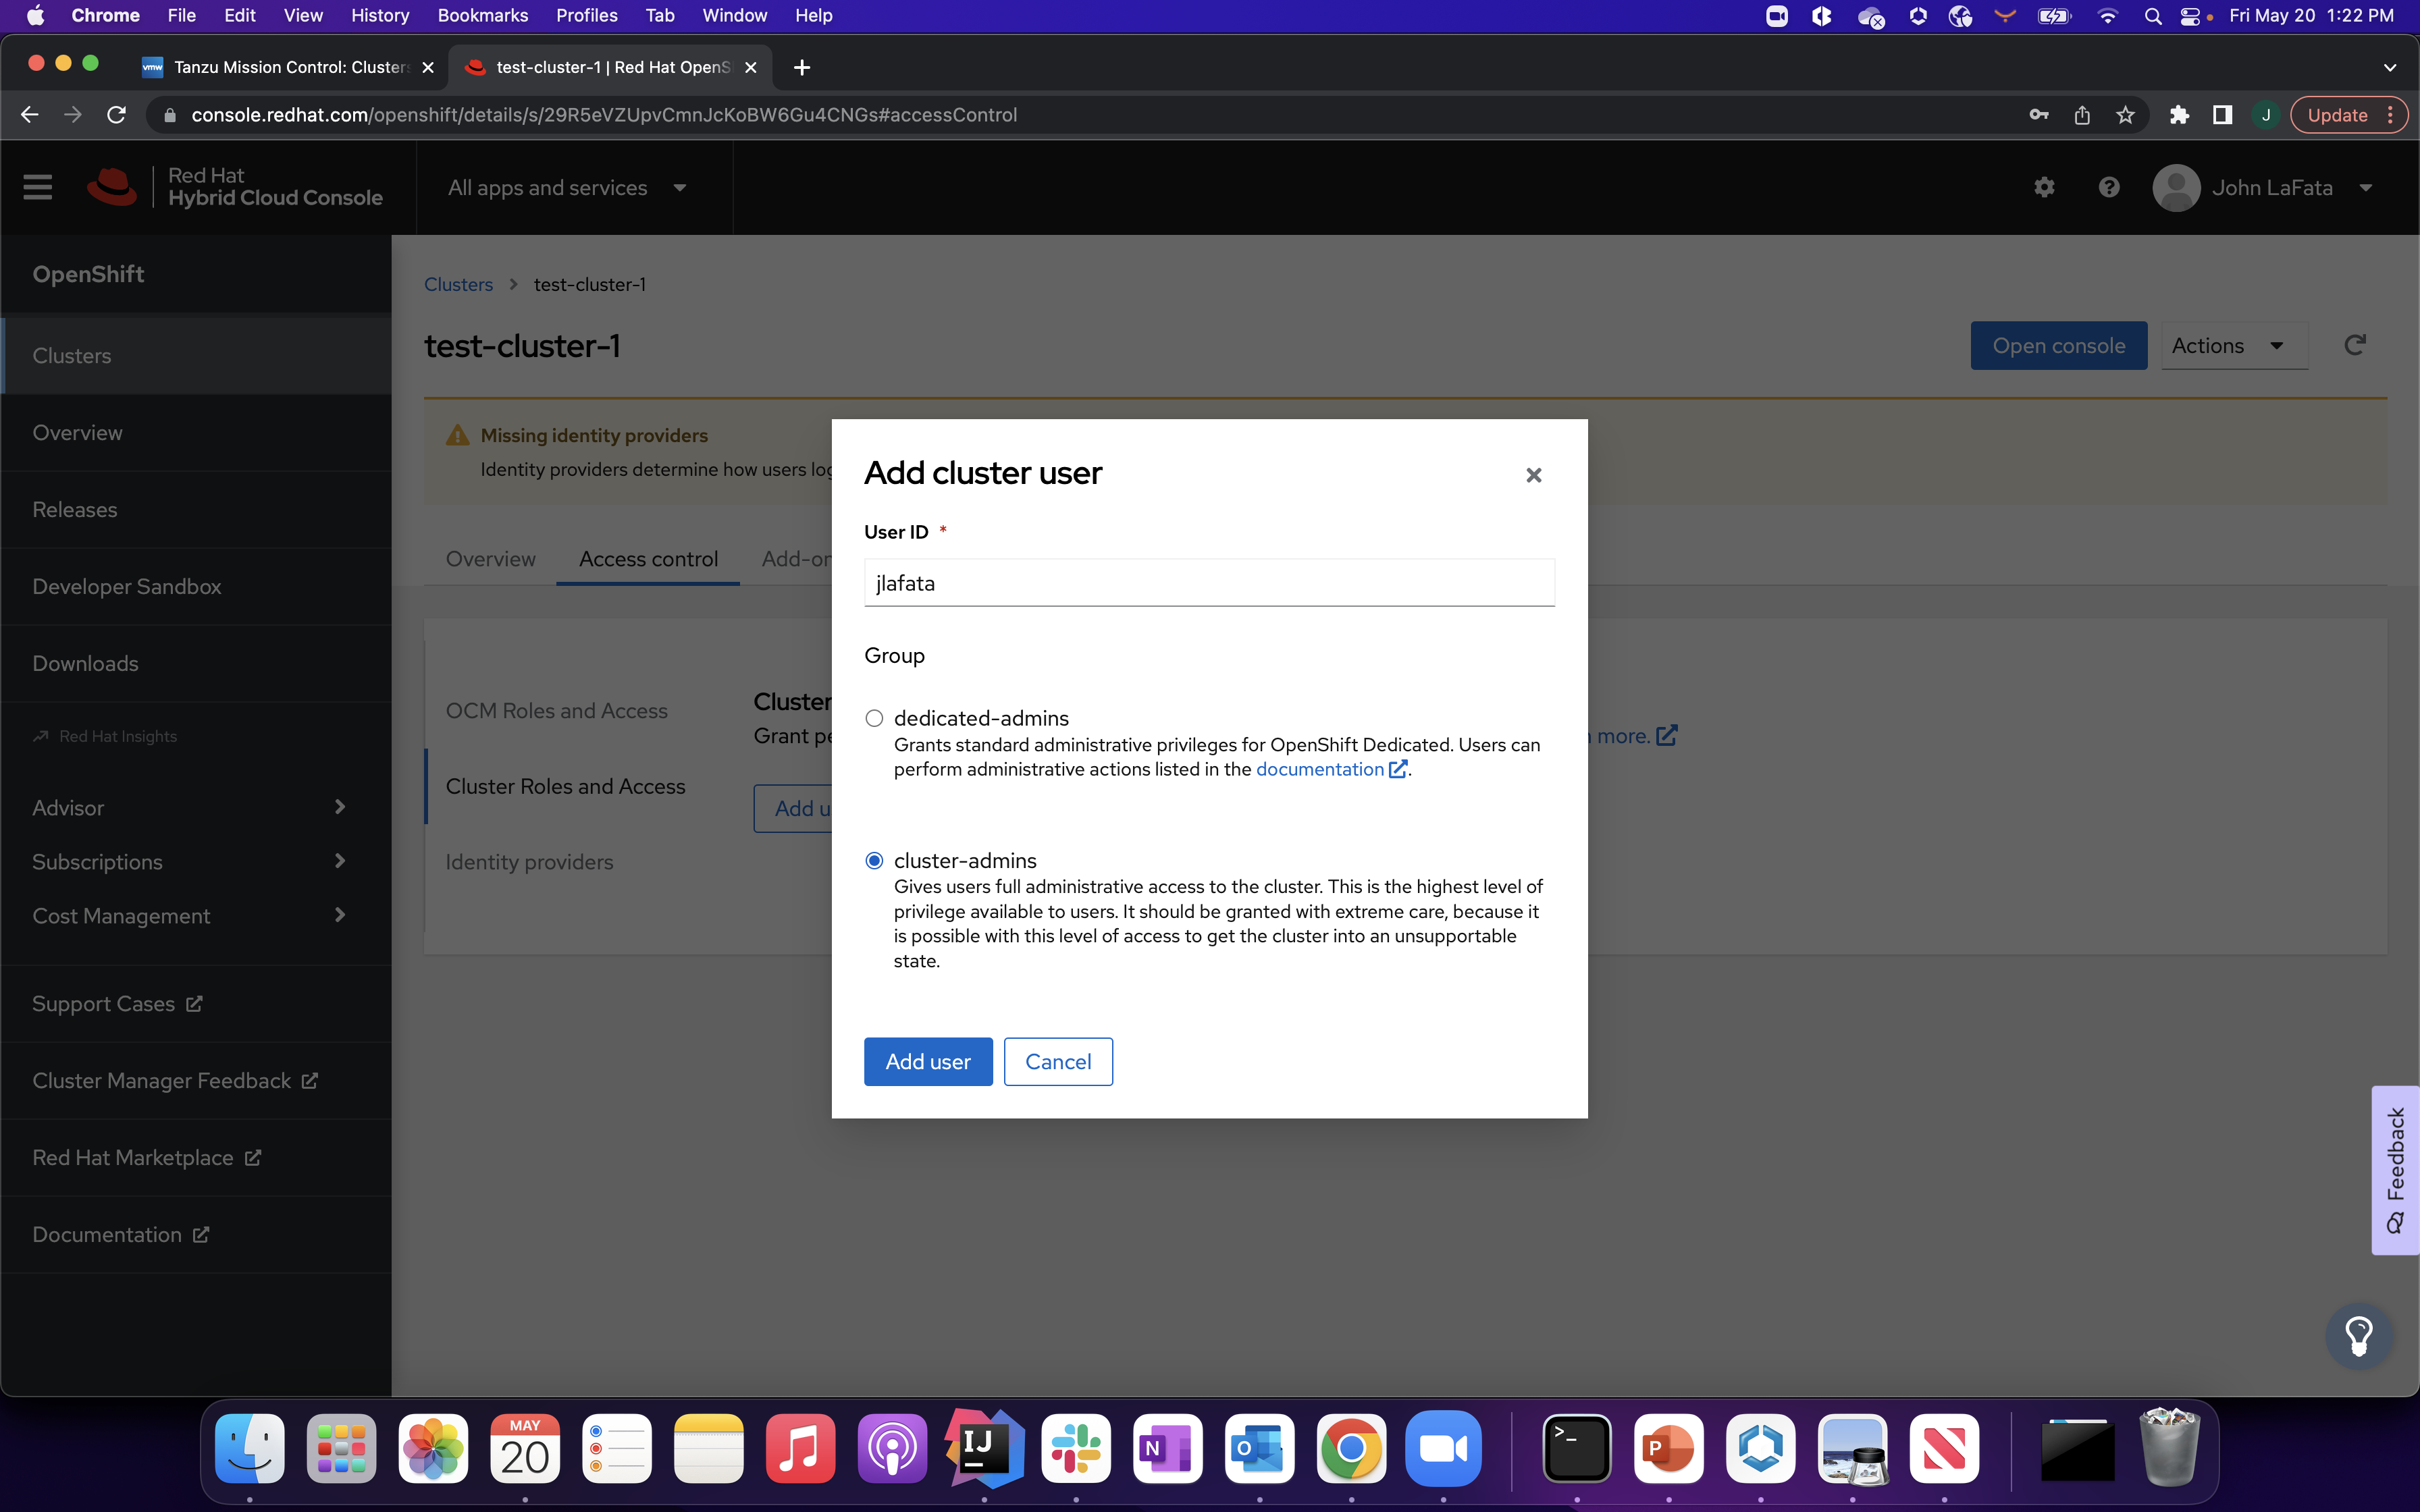 Chrome File Edit View History Bookmarks Profiles Tab Window Help
Fri May 20 1:22 PM
vmw Tanzu Mission Control: Clusters
test-cluster-1 | Red Hat OpenS
console.redhat.com/openshift/details/s/29R5eVZUpvCmnJcKoBW6Gu4CNGs#accessControl
J
Update
Red Hat
Hybrid Cloud Console
All apps and services
John LaFata
OpenShift
Clusters
Overview
Releases
Developer Sandbox
Downloads
Red Hat Insights
Advisor
Subscriptions
Cost Management
Support Cases
Cluster Manager Feedback
Red Hat Marketplace
Documentation
Clusters > test-cluster-1
test-cluster-1
Open console
Actions
Missing identity providers
Identity providers determine how users log
Overview
Access control
Add-on
OCM Roles and Access
Cluster Roles and Access
Identity providers
Cluster
Grant pe
more.
Add u
Add cluster user
User ID *
jlafata
Group
dedicated-admins
Grants standard administrative privileges for OpenShift Dedicated. Users can
perform administrative actions listed in the documentation.
cluster-admins
Gives users full administrative access to the cluster. This is the highest level of
privilege available to users. It should be granted with extreme care, because it
is possible with this level of access to get the cluster into an unsupportable
state.
Add user
Cancel
Feedback
MAY
20
IJ
N
O
>_
P